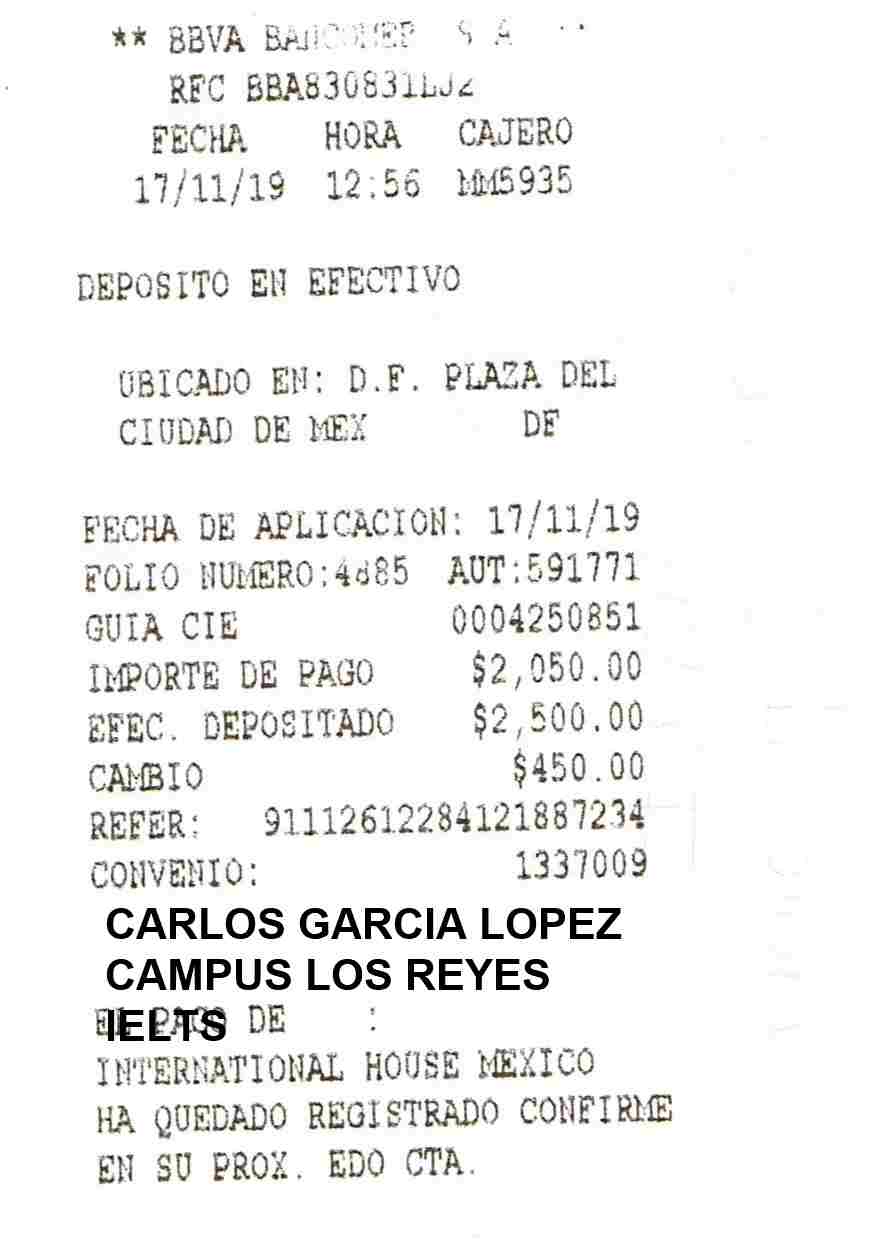 ** BBVA BANCOMER S A
RFC BBA830831LJ2
FECHA HORA CAJERO
17/11/19 12:56 MM5935
DEPOSITO EN EFECTIVO
UBICADO EN: D.F. PLAZA DEL
CIUDAD DE MEX DF
FECHA DE APLICACION: 17/11/19
FOLIO NUMERO:4885 AUT:591771
GUIA CIE 0004250851
IMPORTE DE PAGO $2,050.00
EFEC. DEPOSITADO $2,500.00
CAMBIO $450.00
REFER: 91112612284121887234
CONVENIO: 1337009
CARLOS GARCIA LOPEZ
CAMPUS LOS REYES
IELTS
EL PAGO DE :
INTERNATIONAL HOUSE MEXICO
HA QUEDADO REGISTRADO CONFIRME
EN SU PROX. EDO CTA.